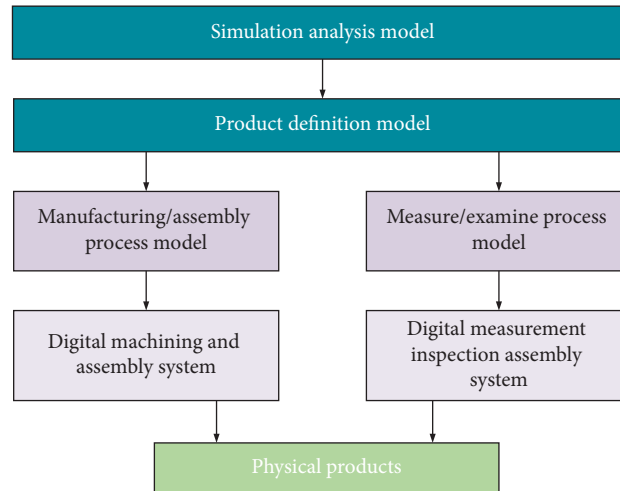 Simulation analysis model
Product definition model
Manufacturing/assembly
process model
Measure/examine process
model
Digital machining and
assembly system
Digital measurement
inspection assembly
system
Physical products